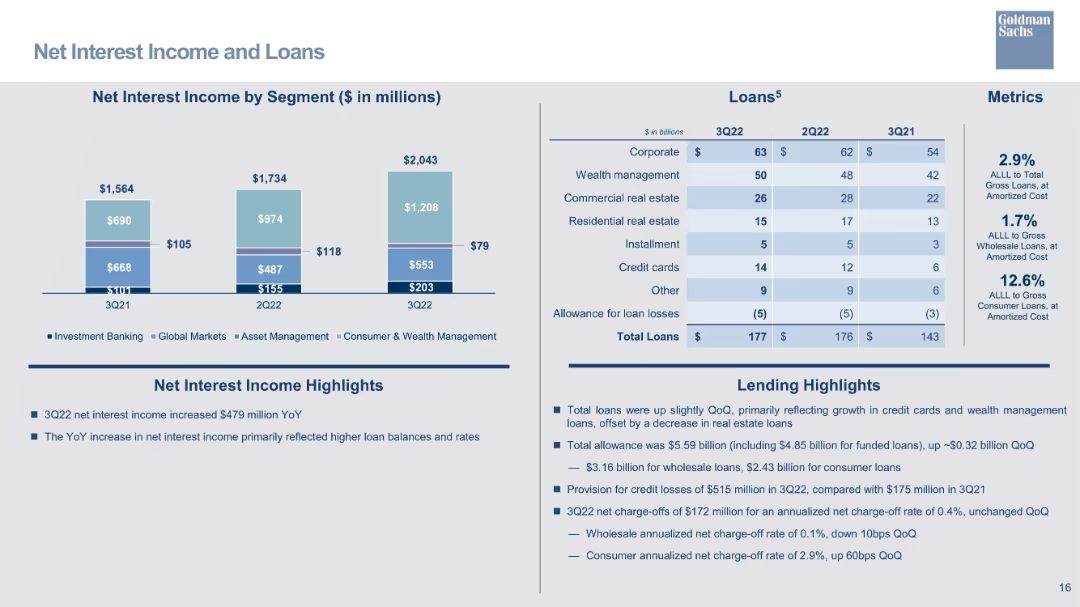 Goldman
Sachs
Net Interest Income and Loans
Net Interest Income by Segment ($ in millions)
$1,564
$690
$105
$668
$101
3Q21
$1,734
$974
$118
$487
$155
2Q22
$2,043
$1,208
$79
$553
$203
3Q22
Investment Banking Global Markets Asset Management Consumer & Wealth Management
Loans5
$ in billions 3Q22 2Q22 3Q21
Corporate $ 63 $ 62 $ 54
Wealth management 50 48 42
Commercial real estate 26 28 22
Residential real estate 15 17 13
Installment 5 5 3
Credit cards 14 12 6
Other 9 9 6
Allowance for loan losses (5) (5) (3)
Total Loans $ 177 $ 176 $ 143
Metrics
2.9%
ALLL to Total
Gross Loans, at
Amortized Cost
1.7%
ALLL to Gross
Wholesale Loans, at
Amortized Cost
12.6%
ALLL to Gross
Consumer Loans, at
Amortized Cost
Net Interest Income Highlights
3Q22 net interest income increased $479 million YoY
The YoY increase in net interest income primarily reflected higher loan balances and rates
Lending Highlights
Total loans were up slightly QoQ, primarily reflecting growth in credit cards and wealth management
loans, offset by a decrease in real estate loans
Total allowance was $5.59 billion (including $4.85 billion for funded loans), up ~$0.32 billion QoQ
— $3.16 billion for wholesale loans, $2.43 billion for consumer loans
Provision for credit losses of $515 million in 3Q22, compared with $175 million in 3Q21
3Q22 net charge-offs of $172 million for an annualized net charge-off rate of 0.4%, unchanged QoQ
— Wholesale annualized net charge-off rate of 0.1%, down 10bps QoQ
— Consumer annualized net charge-off rate of 2.9%, up 60bps QoQ
16